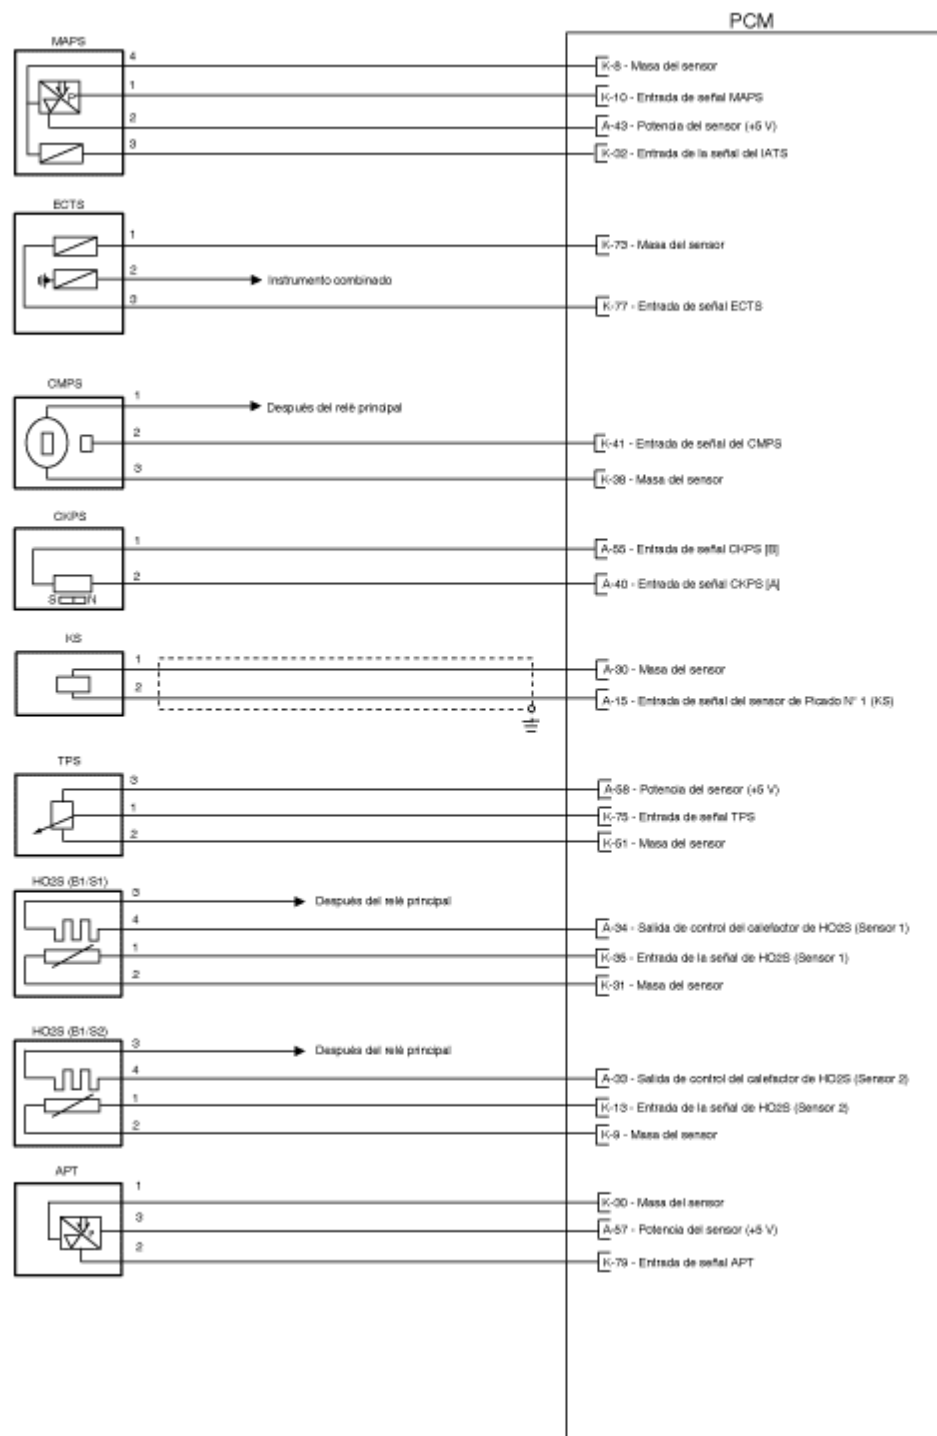 PCM
MAPS
4
K-8 - Masa del sensor
1
K-10 - Entrada de señal MAPS
2
A-43 - Potencia del sensor (+5 V)
3
K-32 - Entrada de la señal del IATS
ECTS
1
K-73 - Masa del sensor
2
Instrumento combinado
3
K-77 - Entrada de señal ECTS
CMPS
1
Después del relè principal
2
K-41 - Entrada de señal del CMPS
3
K-38 - Masa del sensor
CKPS
1
A-55 - Entrada de señal CKPS [B]
2
A-40 - Entrada de señal CKPS [A]
S N
KS
1
A-30 - Masa del sensor
2
A-15 - Entrada de señal del sensor de Picado N° 1 (KS)
TPS
3
A-58 - Potencia del sensor (+5 V)
1
K-75 - Entrada de señal TPS
2
K-51 - Masa del sensor
HO2S (B1/S1)
3
Después del relè principal
4
A-34 - Salida de control del calefactor de HO2S (Sensor 1)
1
K-35 - Entrada de la señal de HO2S (Sensor 1)
2
K-31 - Masa del sensor
HO2S (B1/S2)
3
Después del relè principal
4
A-33 - Salida de control del calefactor de HO2S (Sensor 2)
1
K-13 - Entrada de la señal de HO2S (Sensor 2)
2
K-9 - Masa del sensor
APT
1
K-30 - Masa del sensor
3
A-57 - Potencia del sensor (+5 V)
2
K-79 - Entrada de señal APT